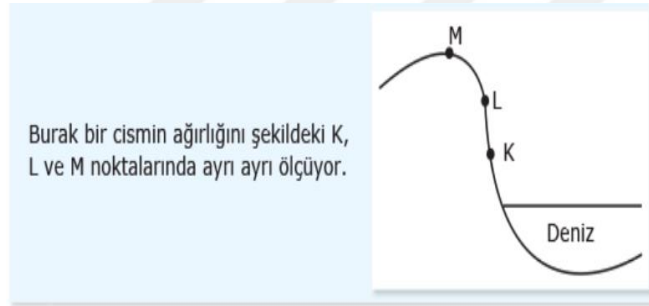 M
L
K
Burak bir cismin ağırlığını şekildeki K,
L ve M noktalarında ayrı ayrı ölçüyor.
Deniz